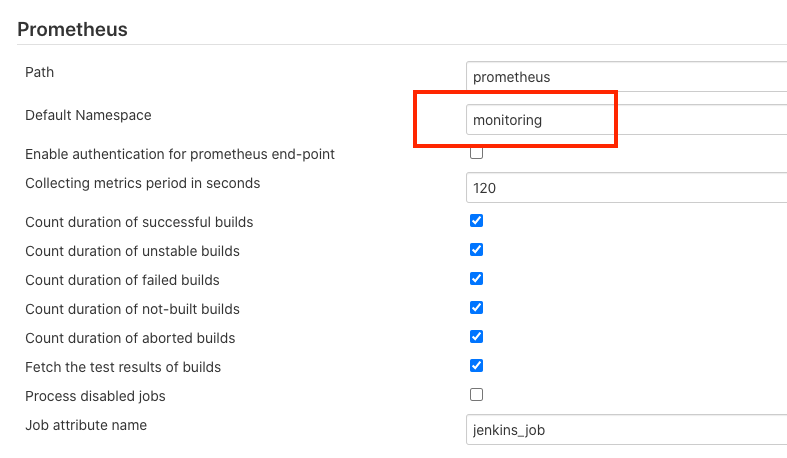 Prometheus
Path
prometheus
Default Namespace
monitoring
Enable authentication for prometheus end-point
Collecting metrics period in seconds
120
Count duration of successful builds
Count duration of unstable builds
Count duration of failed builds
Count duration of not-built builds
Count duration of aborted builds
Fetch the test results of builds
Process disabled jobs
Job attribute name
jenkins_job